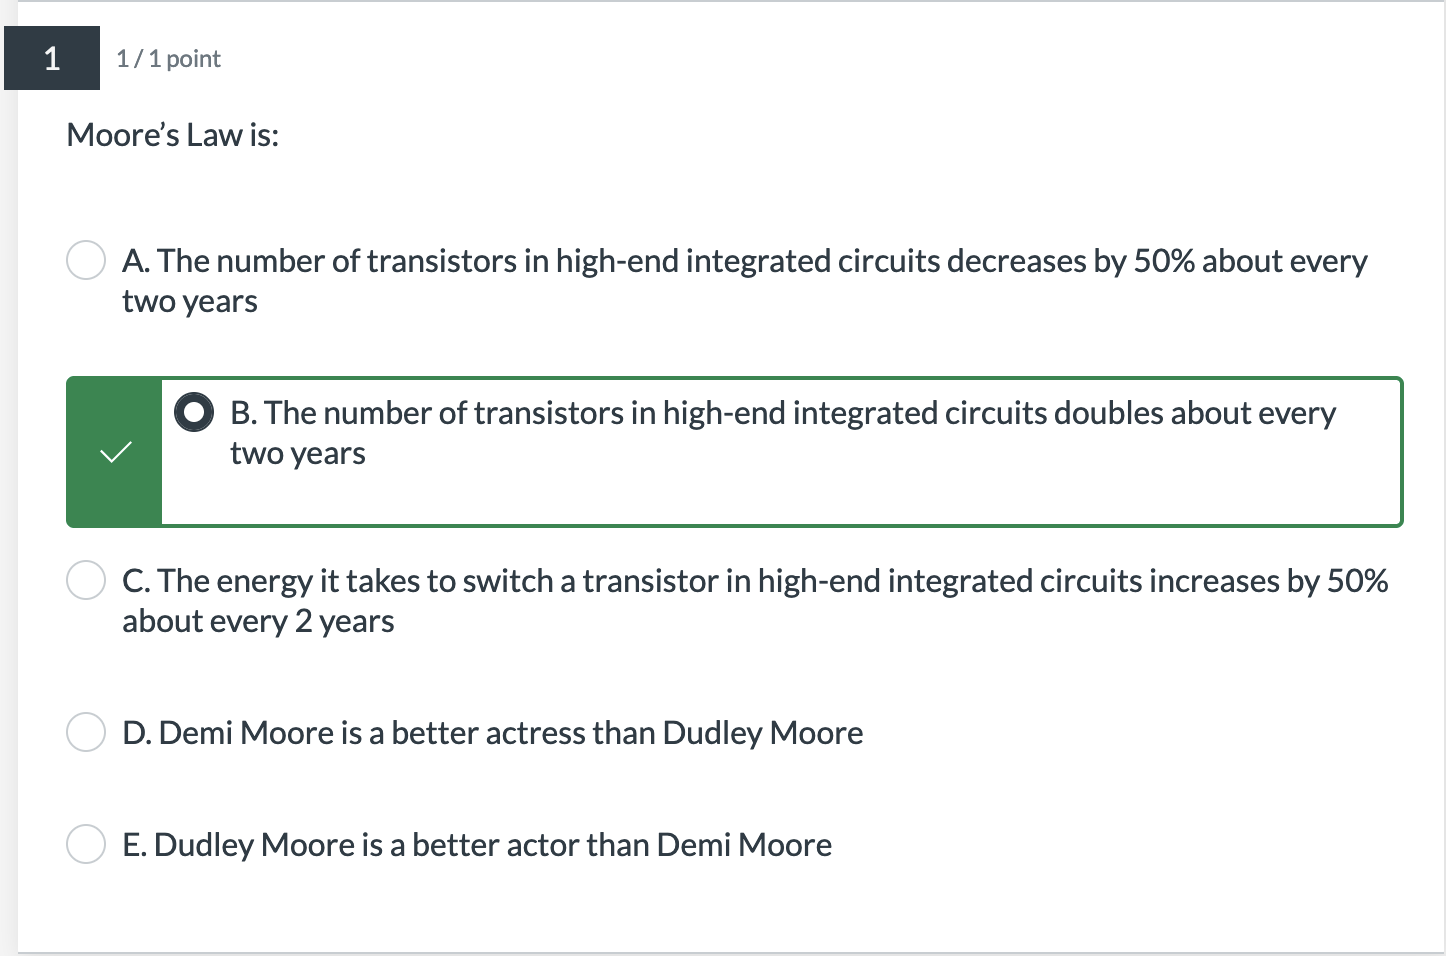 1
1 / 1 point
Moore’s Law is:
A. The number of transistors in high-end integrated circuits decreases by 50% about every
two years
B. The number of transistors in high-end integrated circuits doubles about every
two years
C. The energy it takes to switch a transistor in high-end integrated circuits increases by 50%
about every 2 years
D. Demi Moore is a better actress than Dudley Moore
E. Dudley Moore is a better actor than Demi Moore